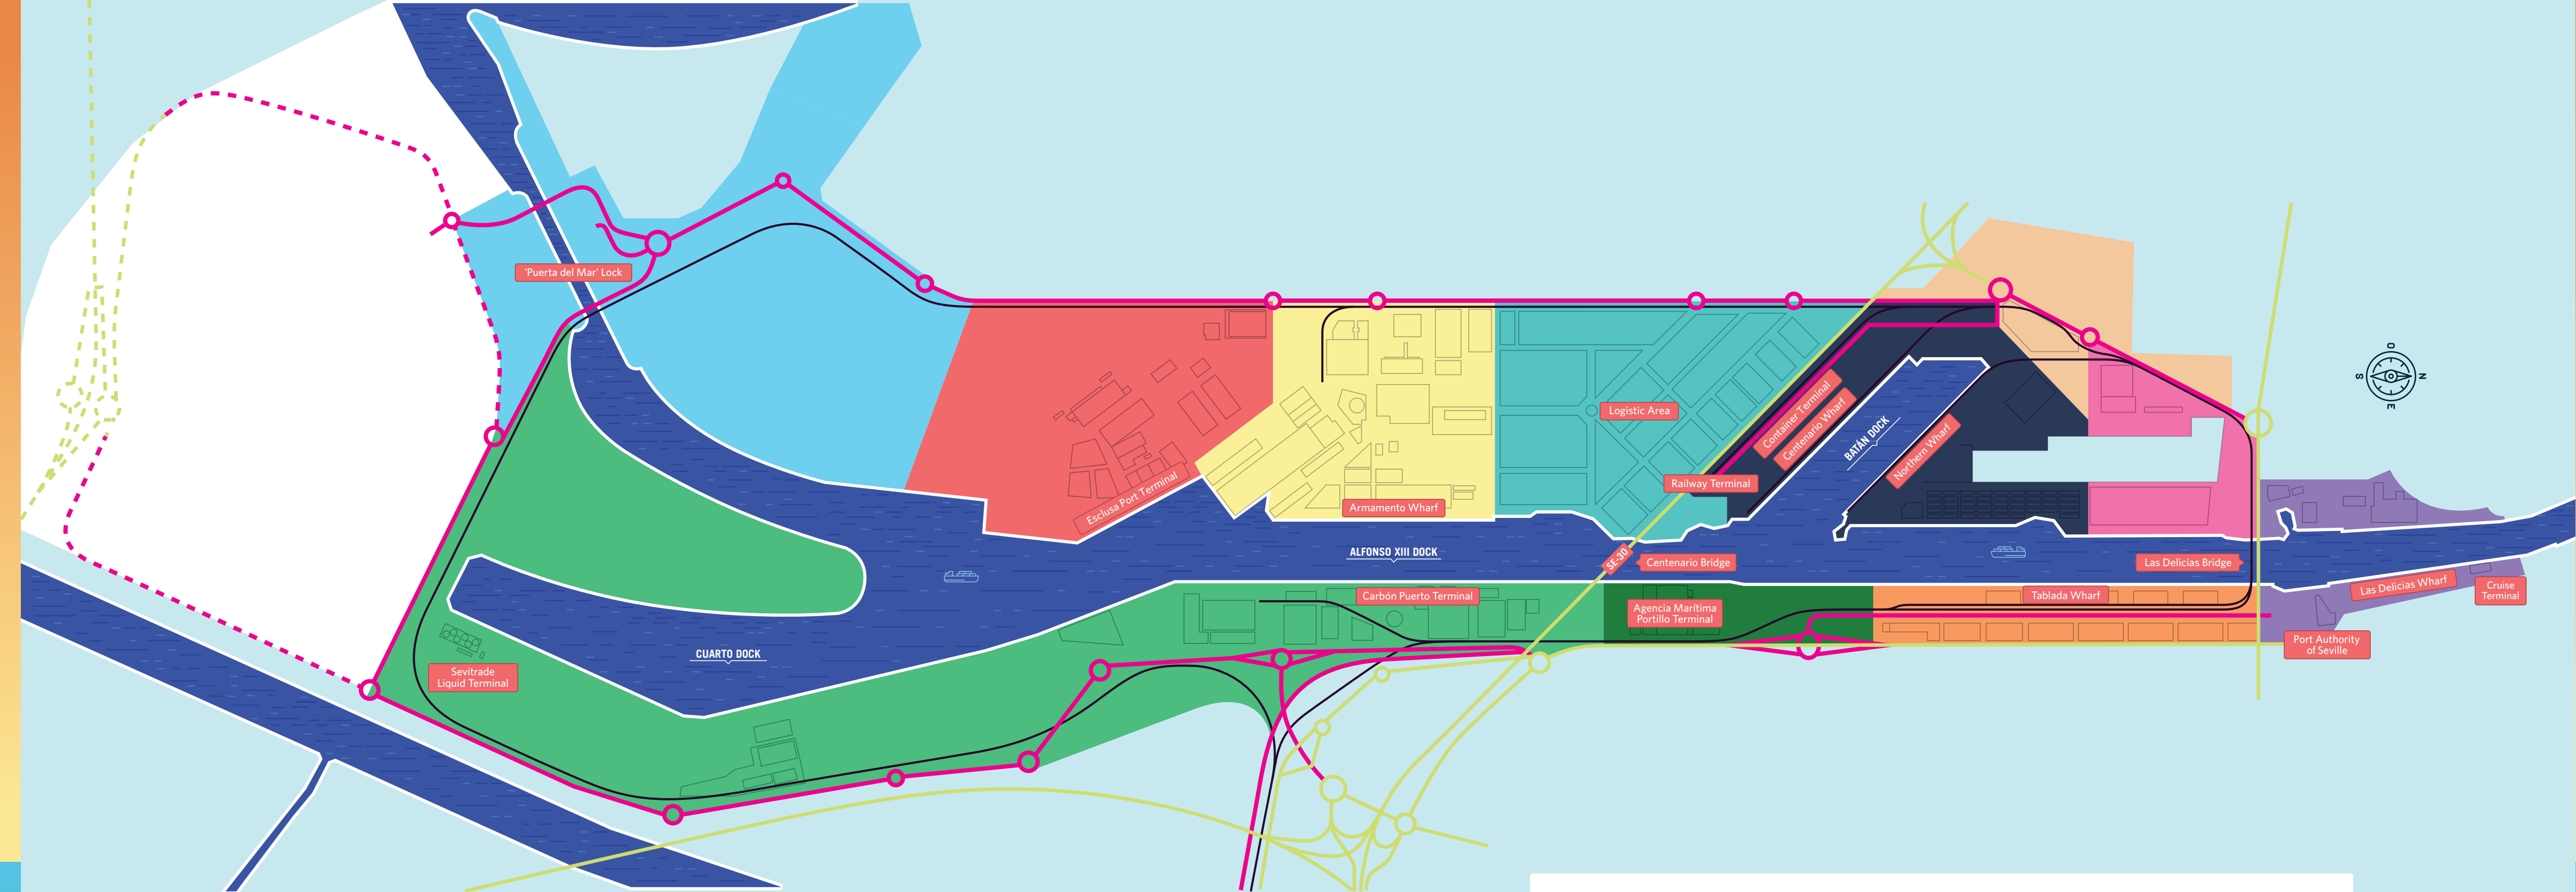 'Puerta del Mar' Lock
Esclusa Port Terminal
Armamento Wharf
Logistic Area
Railway Terminal
Container Terminal
Centenario Wharf
BATÁN DOCK
Northern Wharf
O
S
N
E
ALFONSO XIII DOCK
SE-30
Centenario Bridge
Las Delicias Bridge
Carbón Puerto Terminal
Agencia Marítima
Portillo Terminal
Tablada Wharf
Las Delicias Wharf
Cruise
Terminal
Port Authority
of Seville
CUARTO DOCK
Sevitrade
Liquid Terminal